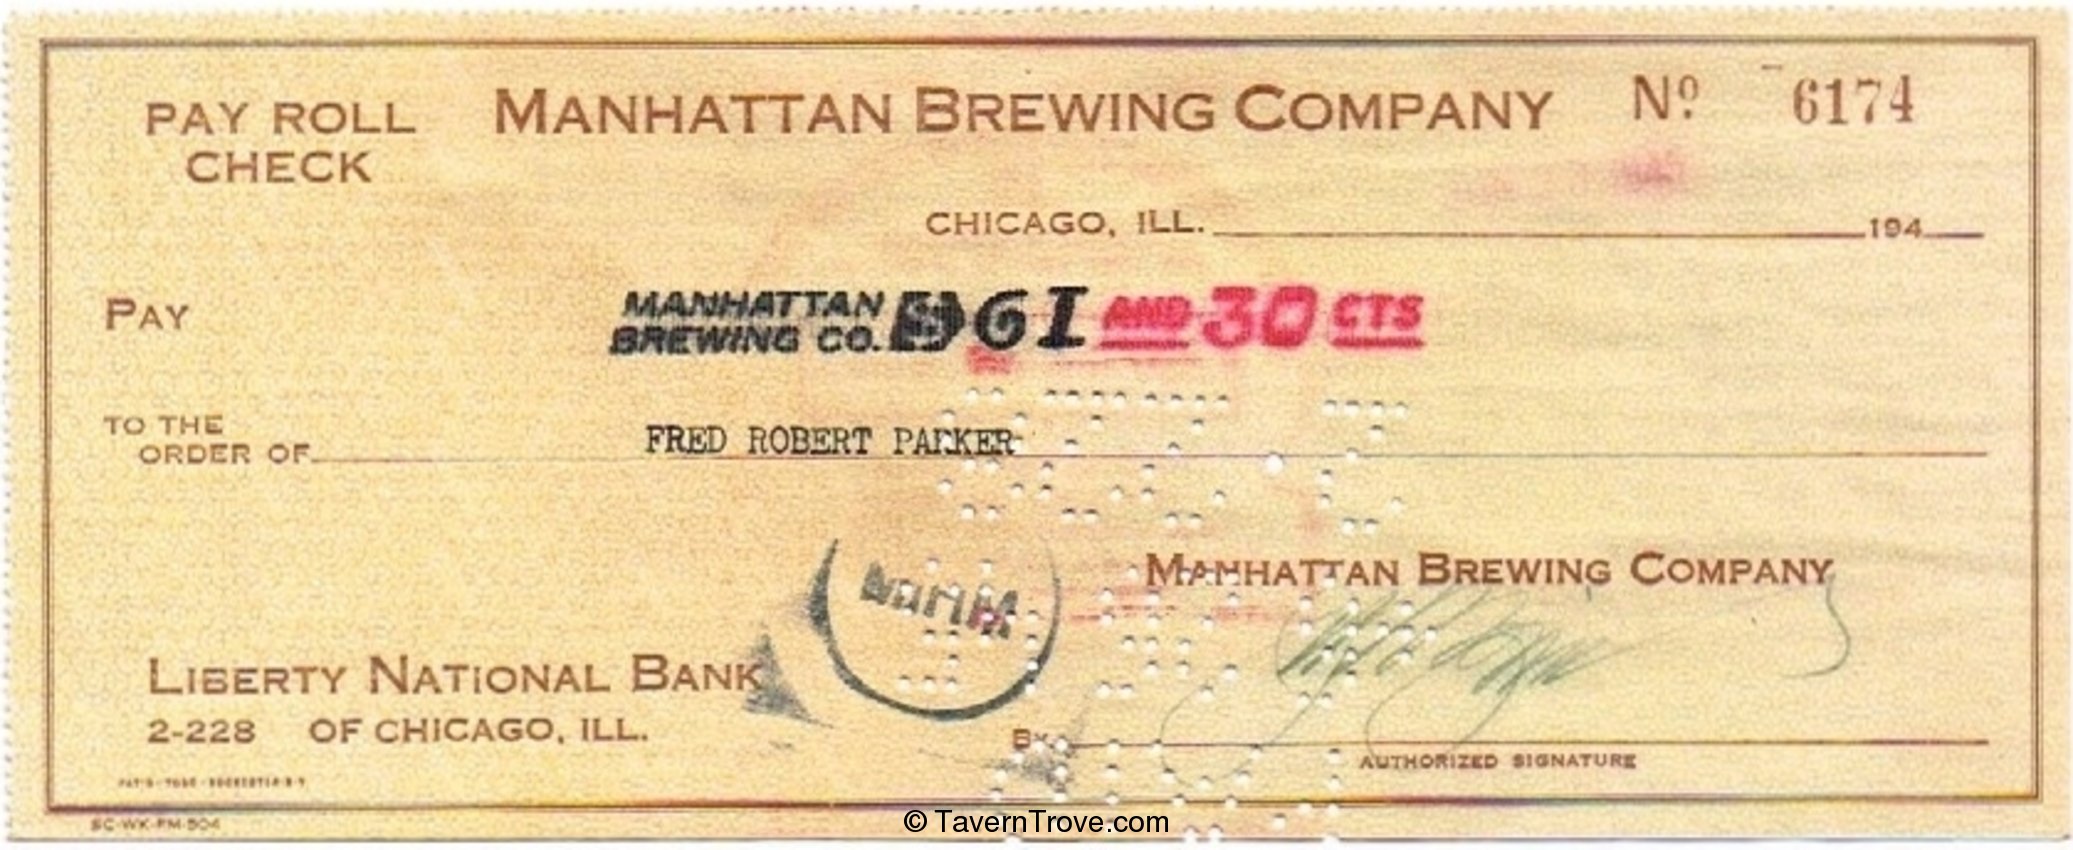 PAY ROLL CHECK
MANHATTAN BREWING COMPANY
Nº 6174
CHICAGO, ILL. 194
PAY
MANHATTAN BREWING CO. 61 AND 30 CTS
TO THE ORDER OF FRED ROBERT PARKER
MANHATTAN BREWING COMPANY
LIBERTY NATIONAL BANK
2-228 OF CHICAGO, ILL.
BY
AUTHORIZED SIGNATURE
SC-WK-PM-504
© TavernTrove.com